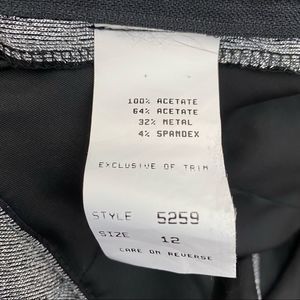 100% ACETATE
64% ACETATE
32% METAL
4% SPANDEX
EXCLUSIVE OF TRIM
STYLE 5259
SIZE 12
CARE ON REVERSE